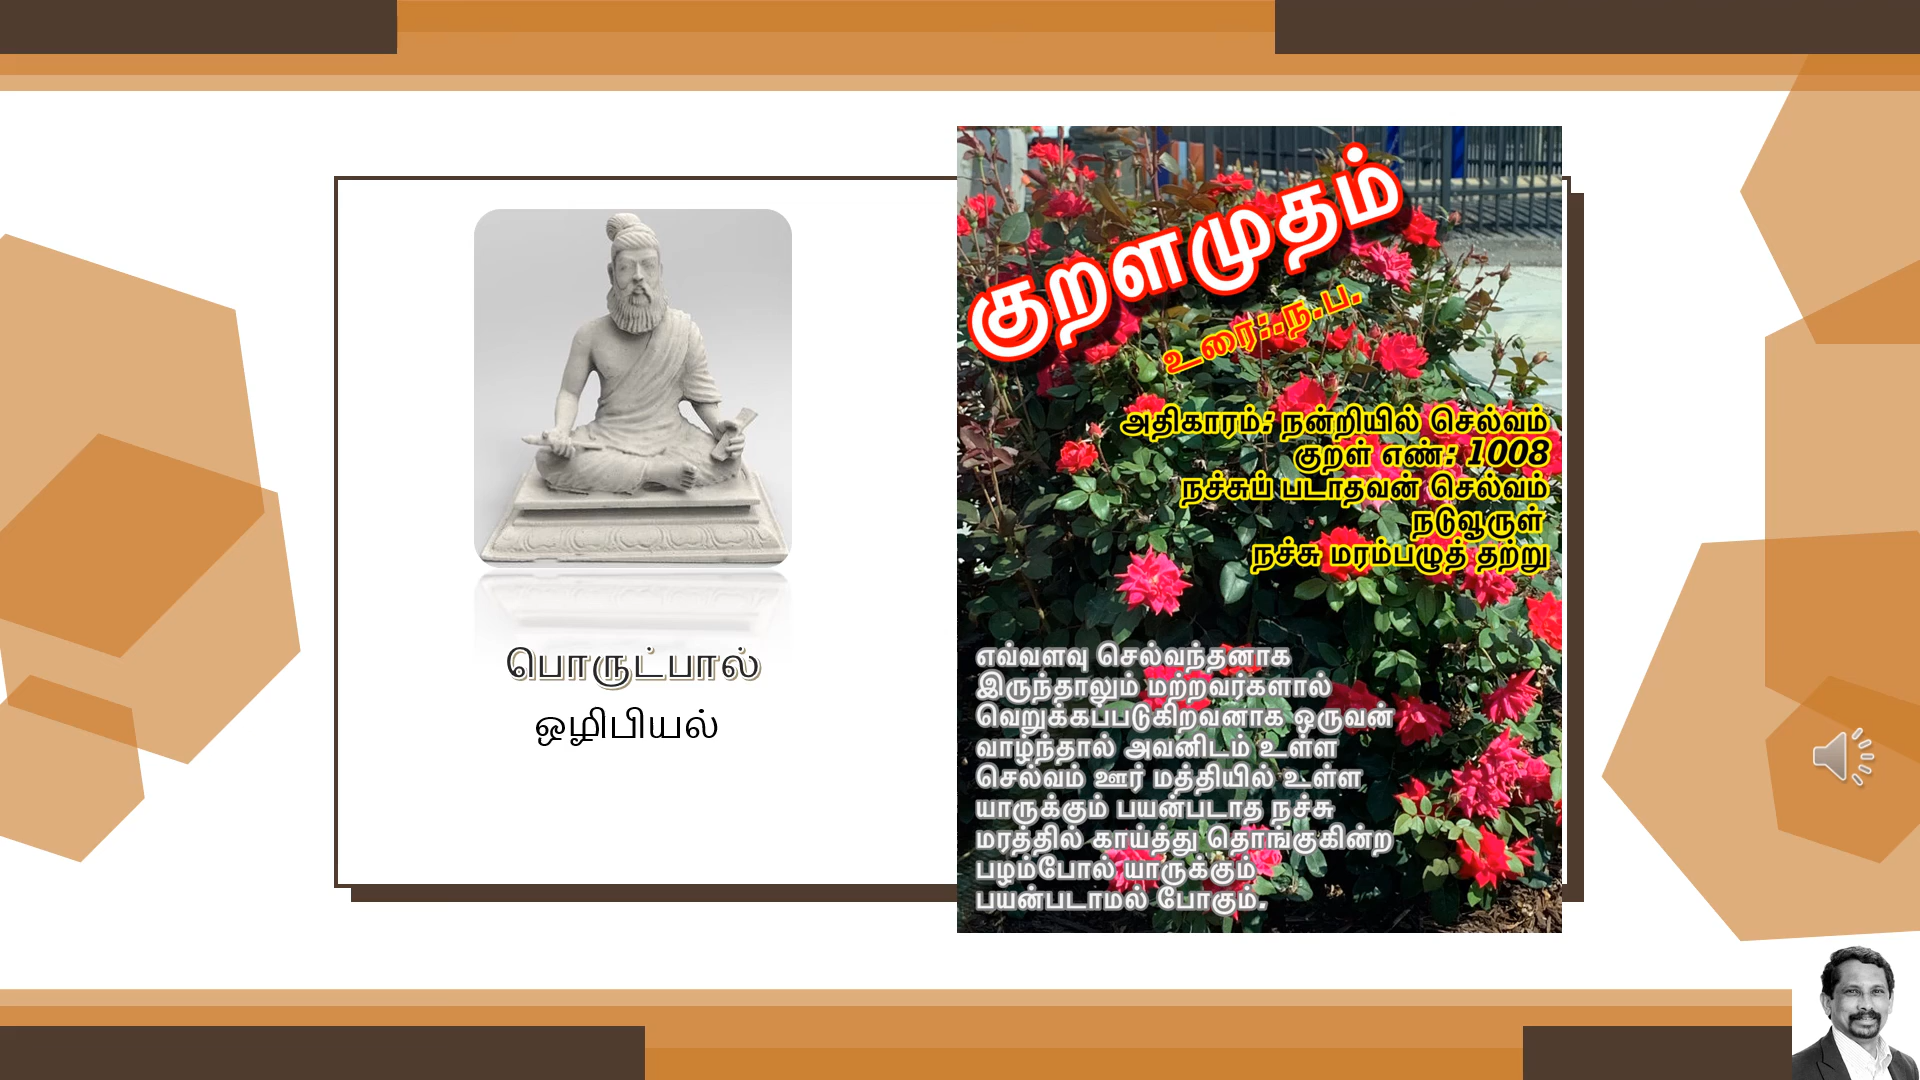 பொருட்பால்
ஒழிபியல்
குறளமுதம்
உரை:.ந.ப.
அதிகாரம்: நன்றியில் செல்வம்
குறள் எண்: 1008
நச்சுப் படாதவன் செல்வம்
நடுவூருள்
நச்சு மரம்பழுத் தற்று
எவ்வளவு செல்வந்தனாக
இருந்தாலும் மற்றவர்களால்
வெறுக்கப்படுகிறவனாக ஒருவன்
வாழ்ந்தால் அவனிடம் உள்ள
செல்வம் ஊர் மத்தியில் உள்ள
யாருக்கும் பயன்படாத நச்சு
மரத்தில் காய்த்து தொங்குகின்ற
பழம்போல் யாருக்கும்
பயன்படாமல் போகும்.